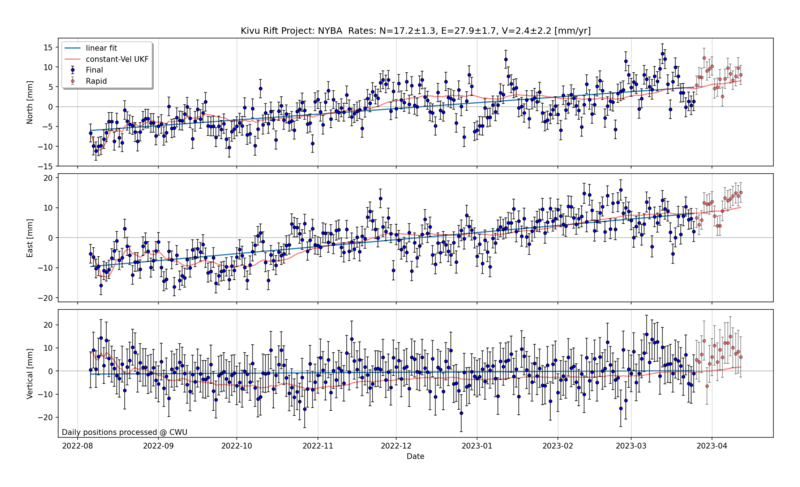 Kivu Rift Project: NYBA  Rates: N=17.2±1.3, E=27.9±1.7, V=2.4±2.2 [mm/yr]
linear fit
constant-Vel UKF
Final
Rapid
15
10
5
0
−5
−10
−15
North [mm]
20
10
0
−10
−20
East [mm]
20
10
0
−10
−20
Vertical [mm]
Daily positions processed @ CWU
2022-08 2022-09 2022-10 2022-11 2022-12 2023-01 2023-02 2023-03 2023-04
Date